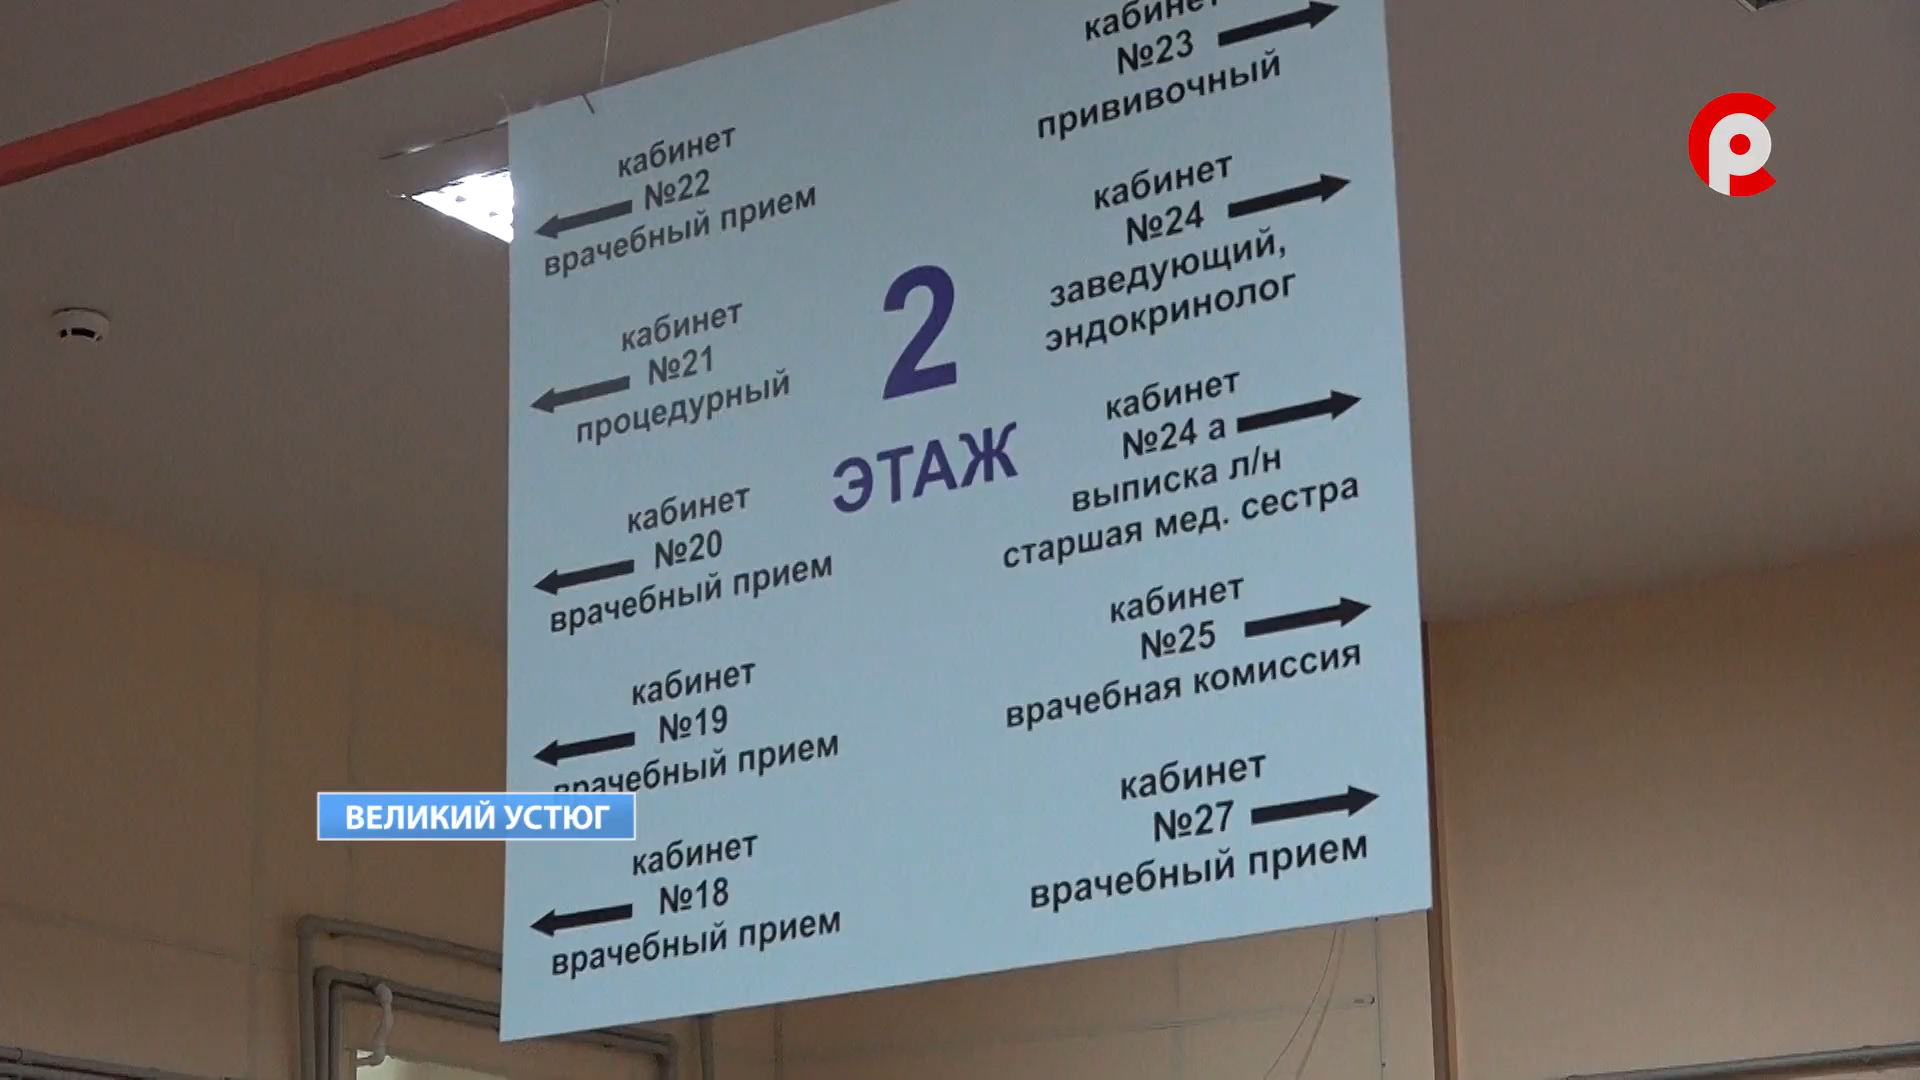 кабинет
№22
врачебный прием
кабинет
№21
процедурный
кабинет
№20
врачебный прием
кабинет
№19
врачебный прием
кабинет
№18
врачебный прием
2
ЭТАЖ
кабинет
№23
прививочный
кабинет
№24
заведующий,
эндокринолог
кабинет
№24 а
выписка л/н
старшая мед. сестра
кабинет
№25
врачебная комиссия
кабинет
№27
врачебный прием
ВЕЛИКИЙ УСТЮГ